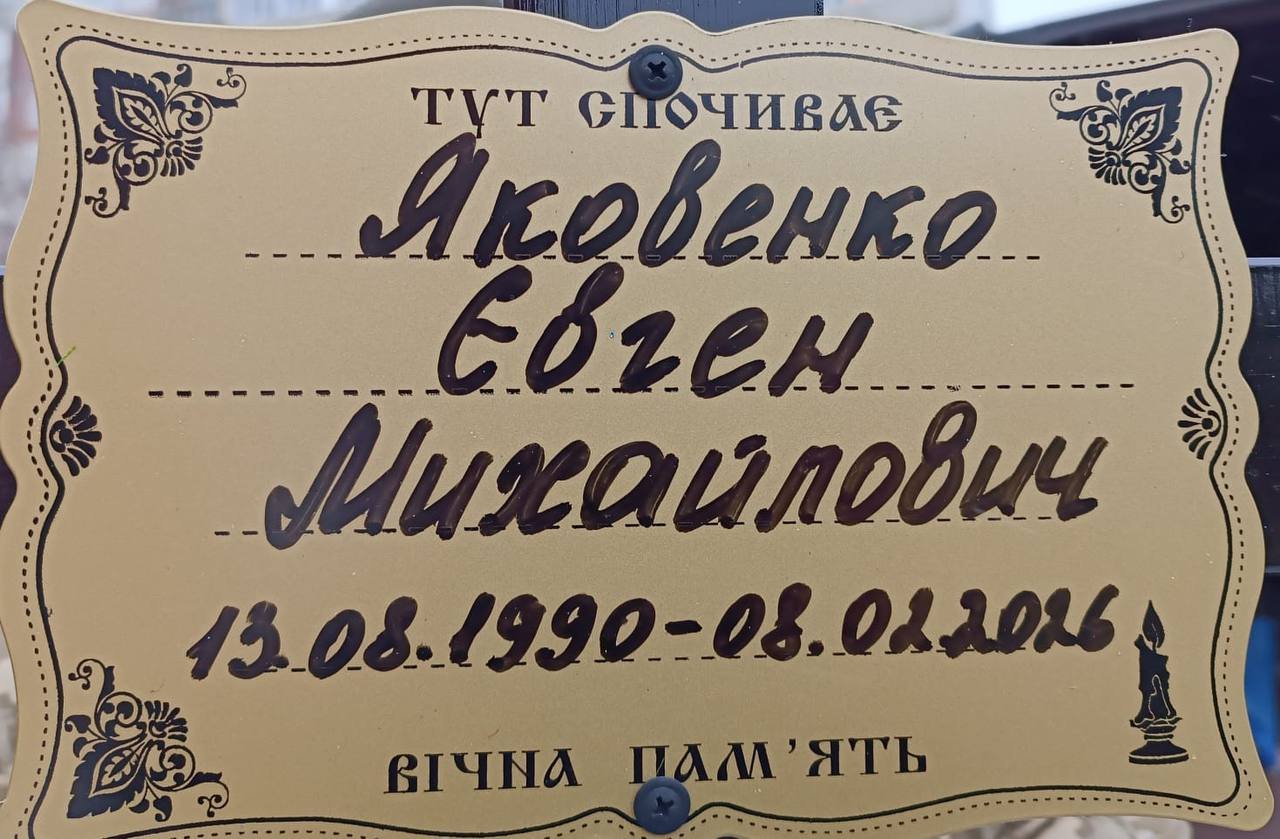 ТУТ СПОЧИВАЄ
Яковенко
Євген
Михайлович
13.08.1990-08.02.2026
ВІЧНА ПАМ'ЯТЬ